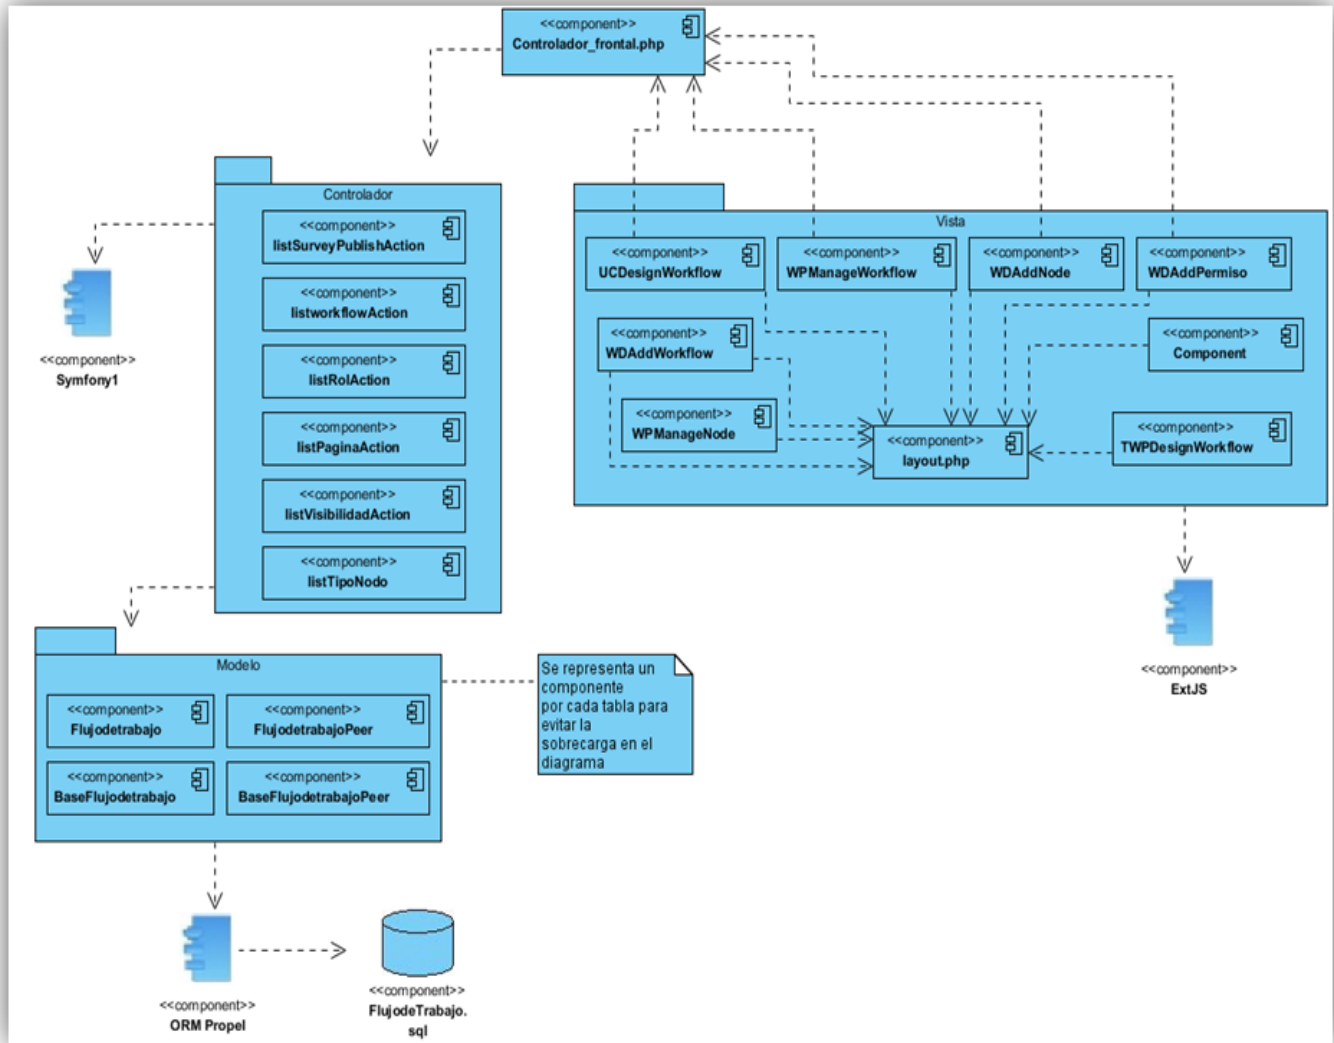 <<component>>
Controlador_frontal.php
Controlador
<<component>>
listSurveyPublishAction
<<component>>
listworkflowAction
<<component>>
listRolAction
<<component>>
listPaginaAction
<<component>>
listVisibilidadAction
<<component>>
listTipoNodo
<<component>>
Symfony1
Vista
<<component>>
UCDesignWorkflow
<<component>>
WPManageWorkflow
<<component>>
WDAddNode
<<component>>
WDAddPermiso
<<component>>
WDAddWorkflow
<<component>>
Component
<<component>>
WPManageNode
<<component>>
layout.php
<<component>>
TWPDesignWorkflow
<<component>>
ExtJS
Modelo
<<component>>
Flujodetrabajo
<<component>>
FlujodetrabajoPeer
<<component>>
BaseFlujodetrabajo
<<component>>
BaseFlujodetrabajoPeer
Se representa un
componente
por cada tabla para
evitar la
sobrecarga en el
diagrama
<<component>>
ORM Propel
<<component>>
FlujodeTrabajo.
sql